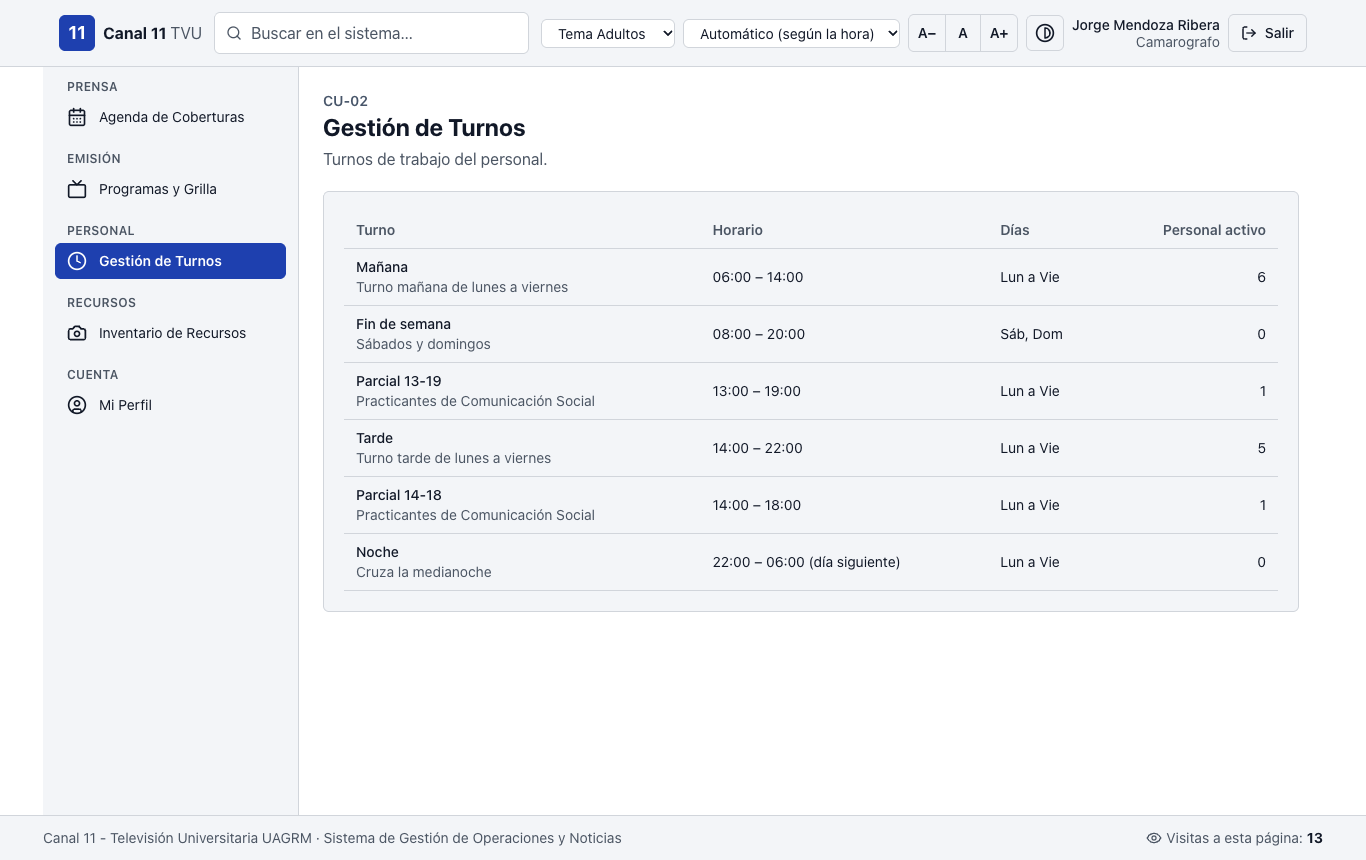 11 Canal 11 TVU
Buscar en el sistema...
Tema Adultos
Automático (según la hora)
A− A A+
Jorge Mendoza Ribera
Camarografo
Salir
PRENSA
Agenda de Coberturas
EMISIÓN
Programas y Grilla
PERSONAL
Gestión de Turnos
RECURSOS
Inventario de Recursos
CUENTA
Mi Perfil
CU-02
Gestión de Turnos
Turnos de trabajo del personal.
Turno Horario Días Personal activo
Mañana
Turno mañana de lunes a viernes
06:00 – 14:00 Lun a Vie 6
Fin de semana
Sábados y domingos
08:00 – 20:00 Sáb, Dom 0
Parcial 13-19
Practicantes de Comunicación Social
13:00 – 19:00 Lun a Vie 1
Tarde
Turno tarde de lunes a viernes
14:00 – 22:00 Lun a Vie 5
Parcial 14-18
Practicantes de Comunicación Social
14:00 – 18:00 Lun a Vie 1
Noche
Cruza la medianoche
22:00 – 06:00 (día siguiente) Lun a Vie 0
Canal 11 - Televisión Universitaria UAGRM · Sistema de Gestión de Operaciones y Noticias
Visitas a esta página: 13